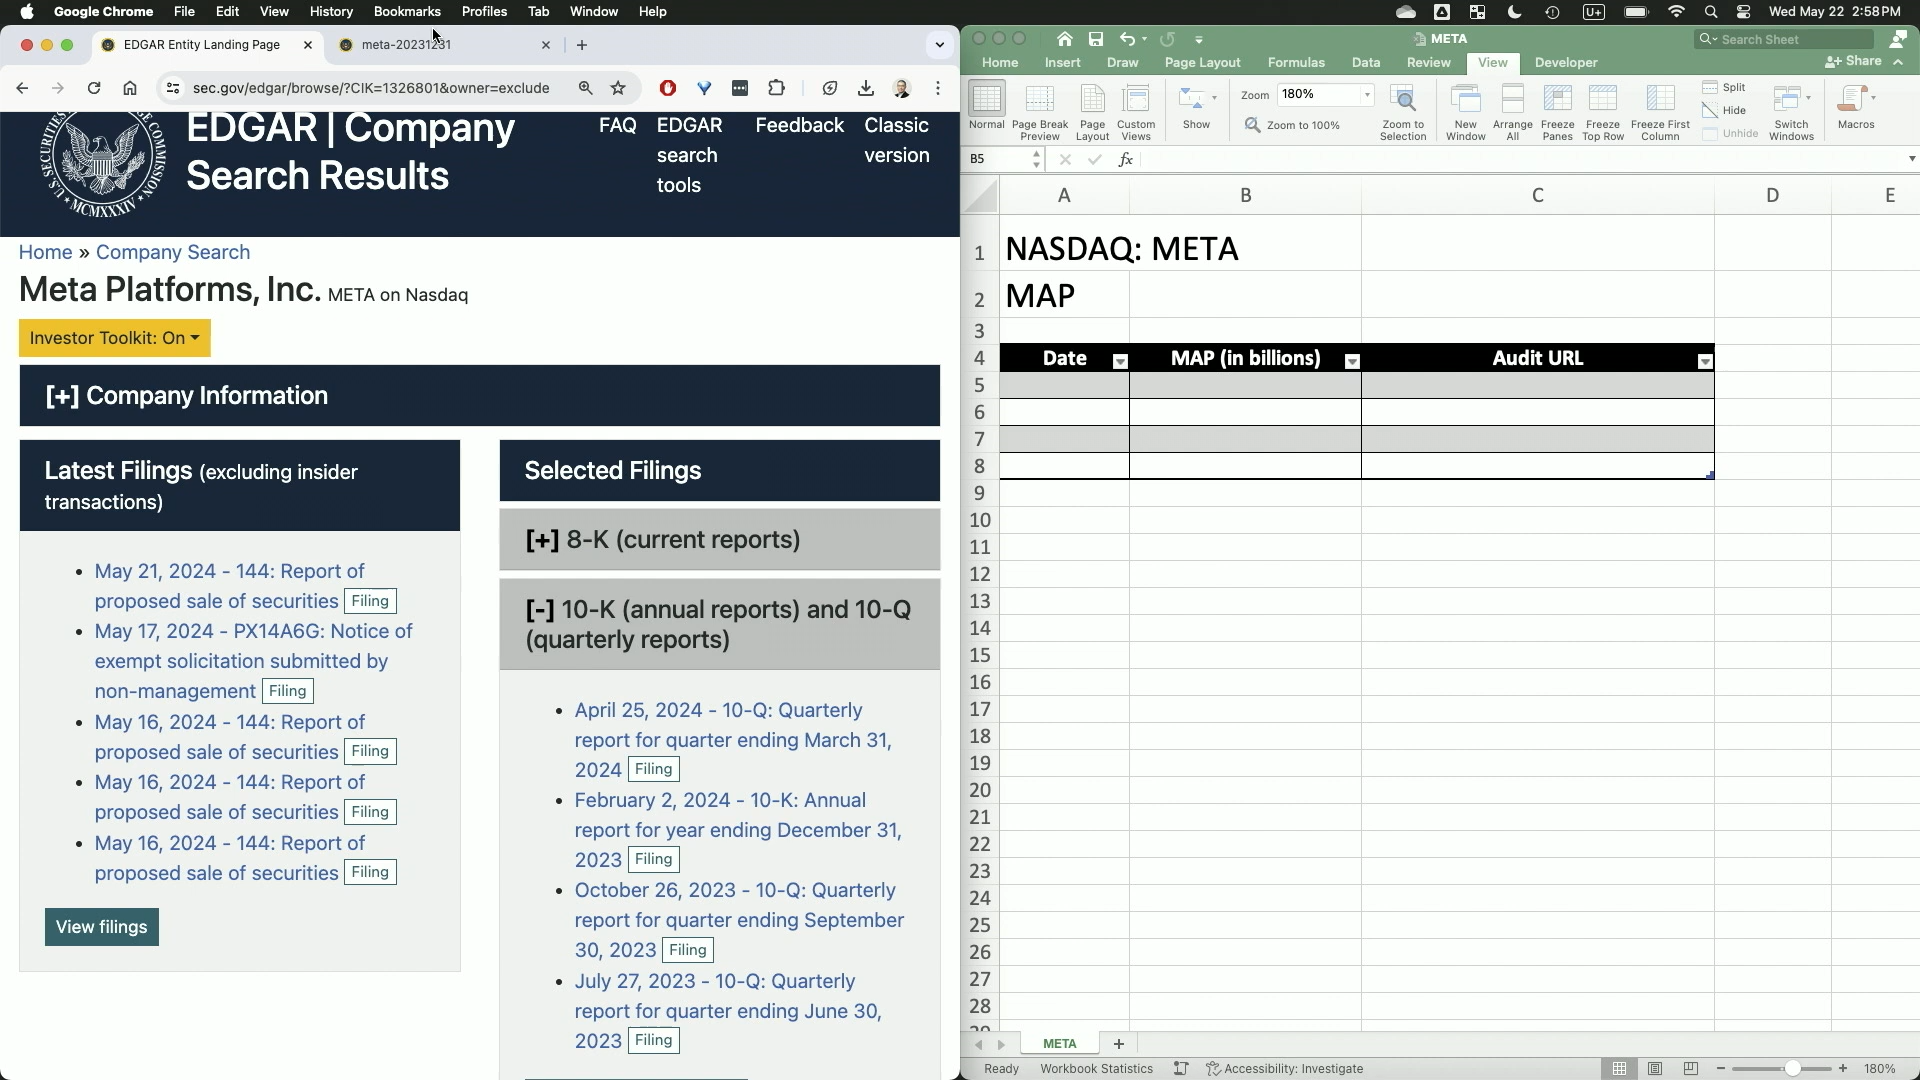 Google Chrome File Edit View History Bookmarks Profiles Tab Window Help
U+ Wed May 22 2:58 PM
EDGAR Entity Landing Page
meta-20231231
sec.gov/edgar/browse/?CIK=1326801&owner=exclude
MCMXXXIV
EDGAR | Company
Search Results
FAQ
EDGAR
search
tools
Feedback
Classic
version
Home » Company Search
Meta Platforms, Inc. META on Nasdaq
Investor Toolkit: On
[+] Company Information
Latest Filings (excluding insider
transactions)
• May 21, 2024 - 144: Report of
proposed sale of securities Filing
• May 17, 2024 - PX14A6G: Notice of
exempt solicitation submitted by
non-management Filing
• May 16, 2024 - 144: Report of
proposed sale of securities Filing
• May 16, 2024 - 144: Report of
proposed sale of securities Filing
• May 16, 2024 - 144: Report of
proposed sale of securities Filing
View filings
Selected Filings
[+] 8-K (current reports)
[-] 10-K (annual reports) and 10-Q
(quarterly reports)
• April 25, 2024 - 10-Q: Quarterly
report for quarter ending March 31,
2024 Filing
• February 2, 2024 - 10-K: Annual
report for year ending December 31,
2023 Filing
• October 26, 2023 - 10-Q: Quarterly
report for quarter ending September
30, 2023 Filing
• July 27, 2023 - 10-Q: Quarterly
report for quarter ending June 30,
2023 Filing
META
Search Sheet
Home Insert Draw Page Layout Formulas Data Review View Developer
Share
Normal
Page Break
Preview
Page
Layout
Custom
Views
Show
Zoom 180%
Zoom to 100%
Zoom to
Selection
New
Window
Arrange
All
Freeze
Panes
Freeze
Top Row
Freeze First
Column
Split
Hide
Unhide
Switch
Windows
Macros
B5 fx
A B C D E
1 NASDAQ: META
2 MAP
3
4 Date MAP (in billions) Audit URL
5
6
7
8
9
10
11
12
13
14
15
16
17
18
19
20
21
22
23
24
25
26
27
28
META
Ready Workbook Statistics Accessibility: Investigate 180%